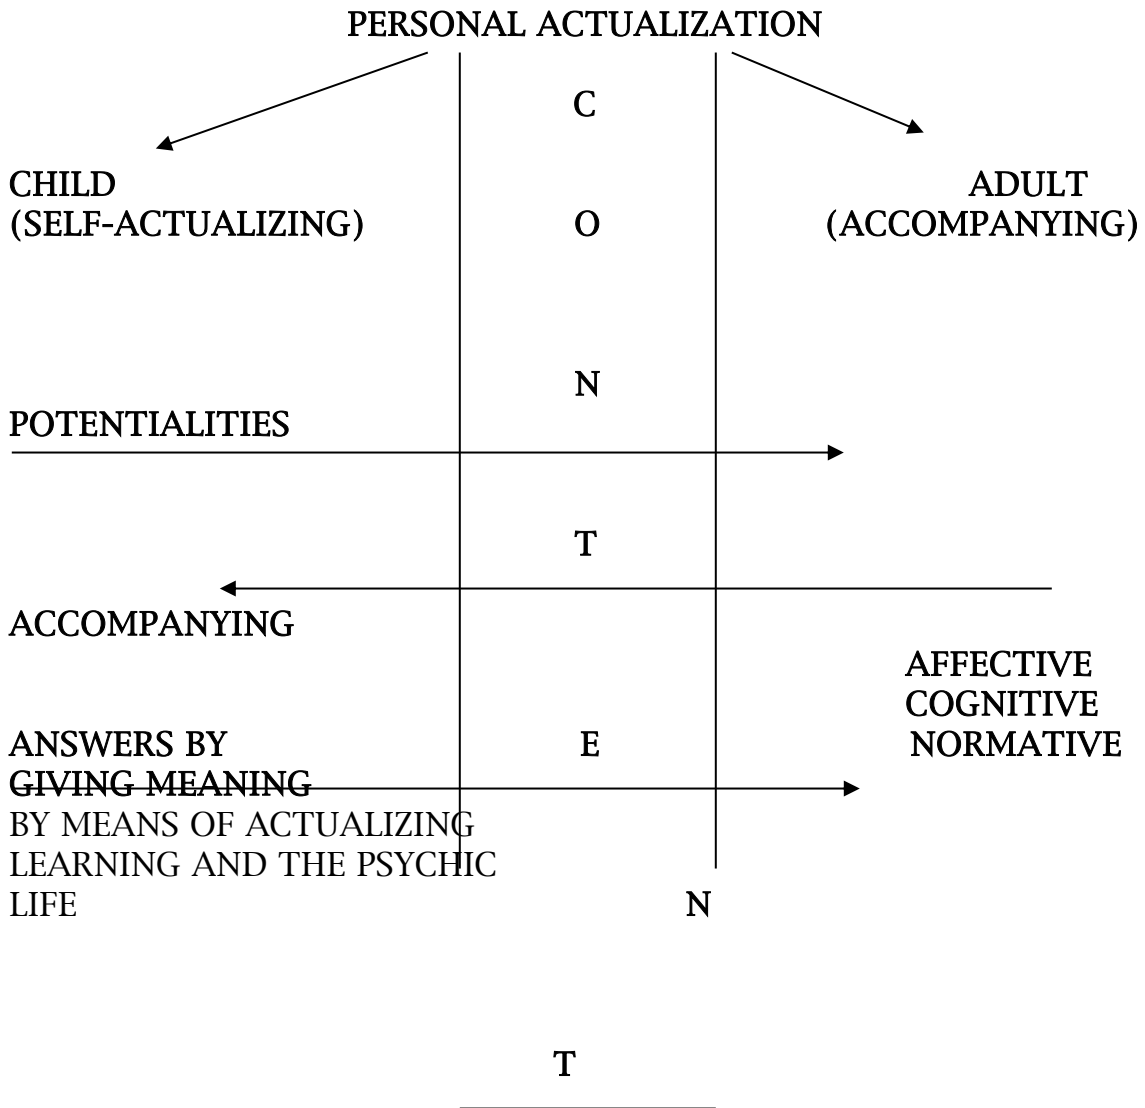 PERSONAL ACTUALIZATION
C
CHILD ADULT
(SELF-ACTUALIZING) O (ACCOMPANYING)
N
POTENTIALITIES
T
ACCOMPANYING
AFFECTIVE
COGNITIVE
ANSWERS BY E NORMATIVE
GIVING MEANING
BY MEANS OF ACTUALIZING
LEARNING AND THE PSYCHIC
LIFE N
T